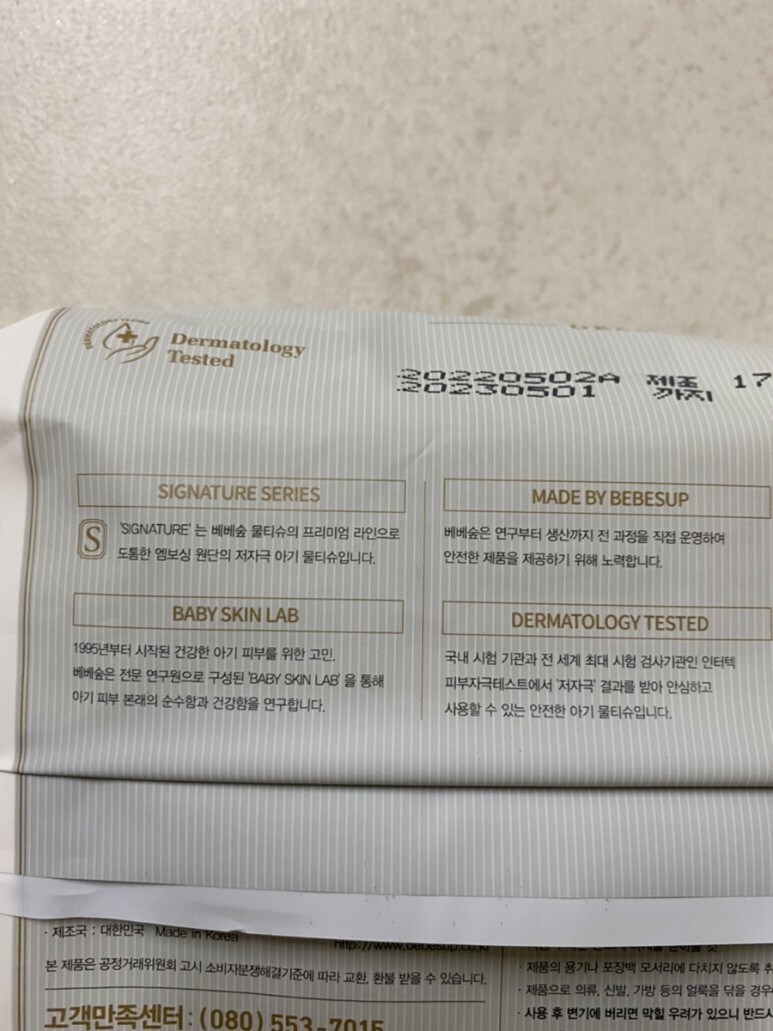 DERMATOLOGY TESTED
Dermatology
Tested
20220502A 제조 17
20230501 까지
SIGNATURE SERIES
S
'SIGNATURE' 는 베베숲 물티슈의 프리미엄 라인으로
도톰한 엠보싱 원단의 저자극 아기 물티슈입니다.
MADE BY BEBESUP
베베숲은 연구부터 생산까지 전 과정을 직접 운영하여
안전한 제품을 제공하기 위해 노력합니다.
BABY SKIN LAB
1995년부터 시작된 건강한 아기 피부를 위한 고민.
베베숲은 전문 연구원으로 구성된 'BABY SKIN LAB' 을 통해
아기 피부 본래의 순수함과 건강함을 연구합니다.
DERMATOLOGY TESTED
국내 시험 기관과 전 세계 최대 시험 검사기관인 인터텍
피부자극테스트에서 '저자극' 결과를 받아 안심하고
사용할 수 있는 안전한 아기 물티슈입니다.
· 제조국 : 대한민국 Made in Korea
http://www.bebesup.co.kr
본 제품은 공정거래위원회 고시 소비자분쟁해결기준에 따라 교환, 환불 받을 수 있습니다.
고객만족센터 : (080) 553-7015
· 제품의 용기나 포장백 모서리에 다치지 않도록
· 제품으로 의류, 신발, 가방 등의 얼룩을 닦을 경우
· 사용 후 변기에 버리면 막힐 우려가 있으니 반드시